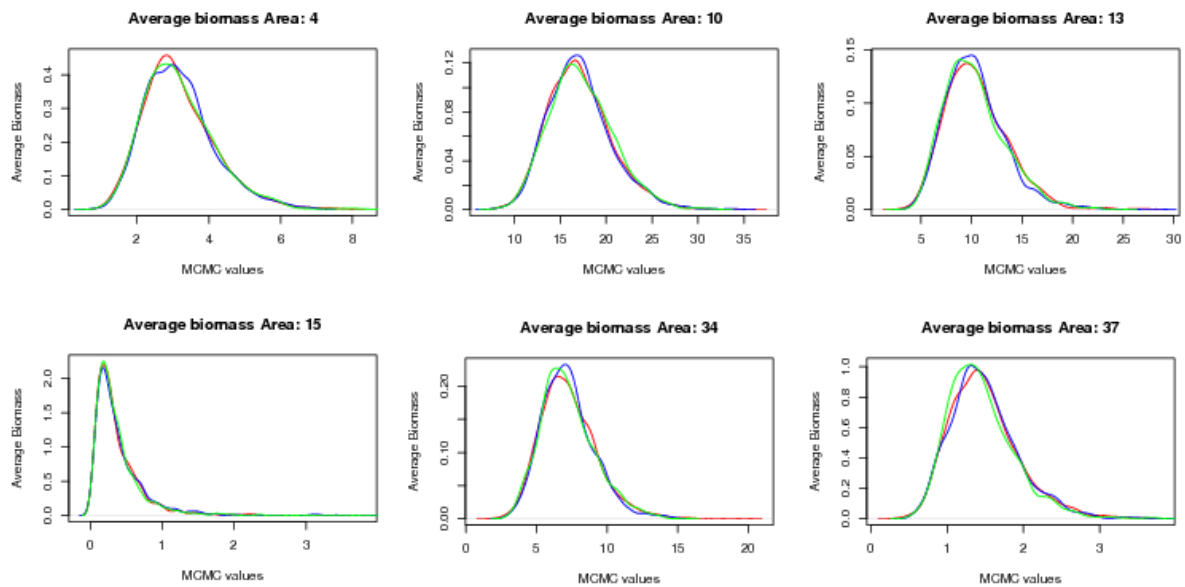 Average biomass Area: 4
Average Biomass
0.0 0.1 0.2 0.3 0.4
2 4 6 8
MCMC values
Average biomass Area: 10
Average Biomass
0.00 0.04 0.08 0.12
10 15 20 25 30 35
MCMC values
Average biomass Area: 13
Average Biomass
0.00 0.05 0.10 0.15
5 10 15 20 25 30
MCMC values
Average biomass Area: 15
Average Biomass
0.0 0.5 1.0 1.5 2.0
0 1 2 3
MCMC values
Average biomass Area: 34
Average Biomass
0.00 0.10 0.20
0 5 10 15 20
MCMC values
Average biomass Area: 37
Average Biomass
0.0 0.2 0.4 0.6 0.8 1.0
0 1 2 3
MCMC values